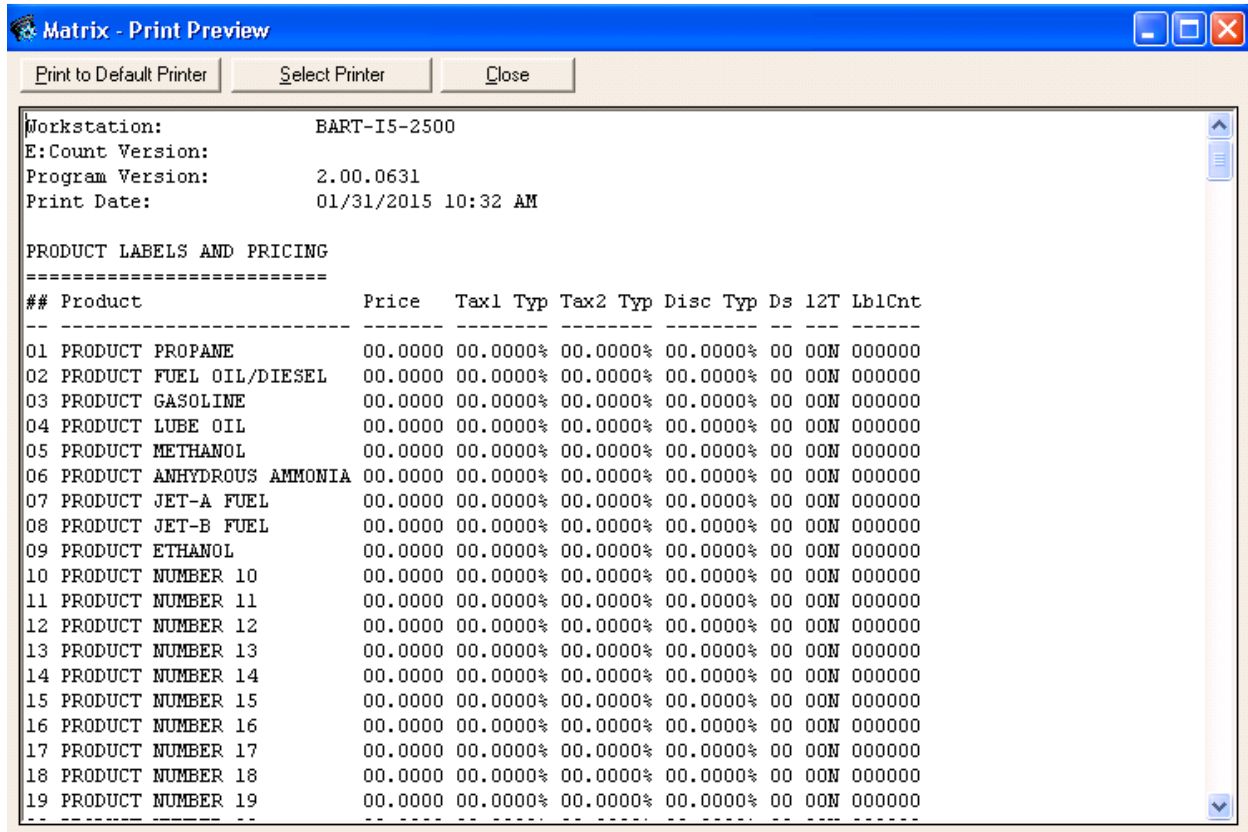 Matrix - Print Preview
Print to Default Printer Select Printer Close
Workstation: BART-I5-2500
E:Count Version:
Program Version: 2.00.0631
Print Date: 01/31/2015 10:32 AM
PRODUCT LABELS AND PRICING
==========================
## Product Price Tax1 Typ Tax2 Typ Disc Typ Ds 12T LblCnt
-- ------------------------- ------- -------- -------- -------- -- --- ------
01 PRODUCT PROPANE 00.0000 00.0000% 00.0000% 00.0000% 00 00N 000000
02 PRODUCT FUEL OIL/DIESEL 00.0000 00.0000% 00.0000% 00.0000% 00 00N 000000
03 PRODUCT GASOLINE 00.0000 00.0000% 00.0000% 00.0000% 00 00N 000000
04 PRODUCT LUBE OIL 00.0000 00.0000% 00.0000% 00.0000% 00 00N 000000
05 PRODUCT METHANOL 00.0000 00.0000% 00.0000% 00.0000% 00 00N 000000
06 PRODUCT ANHYDROUS AMMONIA 00.0000 00.0000% 00.0000% 00.0000% 00 00N 000000
07 PRODUCT JET-A FUEL 00.0000 00.0000% 00.0000% 00.0000% 00 00N 000000
08 PRODUCT JET-B FUEL 00.0000 00.0000% 00.0000% 00.0000% 00 00N 000000
09 PRODUCT ETHANOL 00.0000 00.0000% 00.0000% 00.0000% 00 00N 000000
10 PRODUCT NUMBER 10 00.0000 00.0000% 00.0000% 00.0000% 00 00N 000000
11 PRODUCT NUMBER 11 00.0000 00.0000% 00.0000% 00.0000% 00 00N 000000
12 PRODUCT NUMBER 12 00.0000 00.0000% 00.0000% 00.0000% 00 00N 000000
13 PRODUCT NUMBER 13 00.0000 00.0000% 00.0000% 00.0000% 00 00N 000000
14 PRODUCT NUMBER 14 00.0000 00.0000% 00.0000% 00.0000% 00 00N 000000
15 PRODUCT NUMBER 15 00.0000 00.0000% 00.0000% 00.0000% 00 00N 000000
16 PRODUCT NUMBER 16 00.0000 00.0000% 00.0000% 00.0000% 00 00N 000000
17 PRODUCT NUMBER 17 00.0000 00.0000% 00.0000% 00.0000% 00 00N 000000
18 PRODUCT NUMBER 18 00.0000 00.0000% 00.0000% 00.0000% 00 00N 000000
19 PRODUCT NUMBER 19 00.0000 00.0000% 00.0000% 00.0000% 00 00N 000000